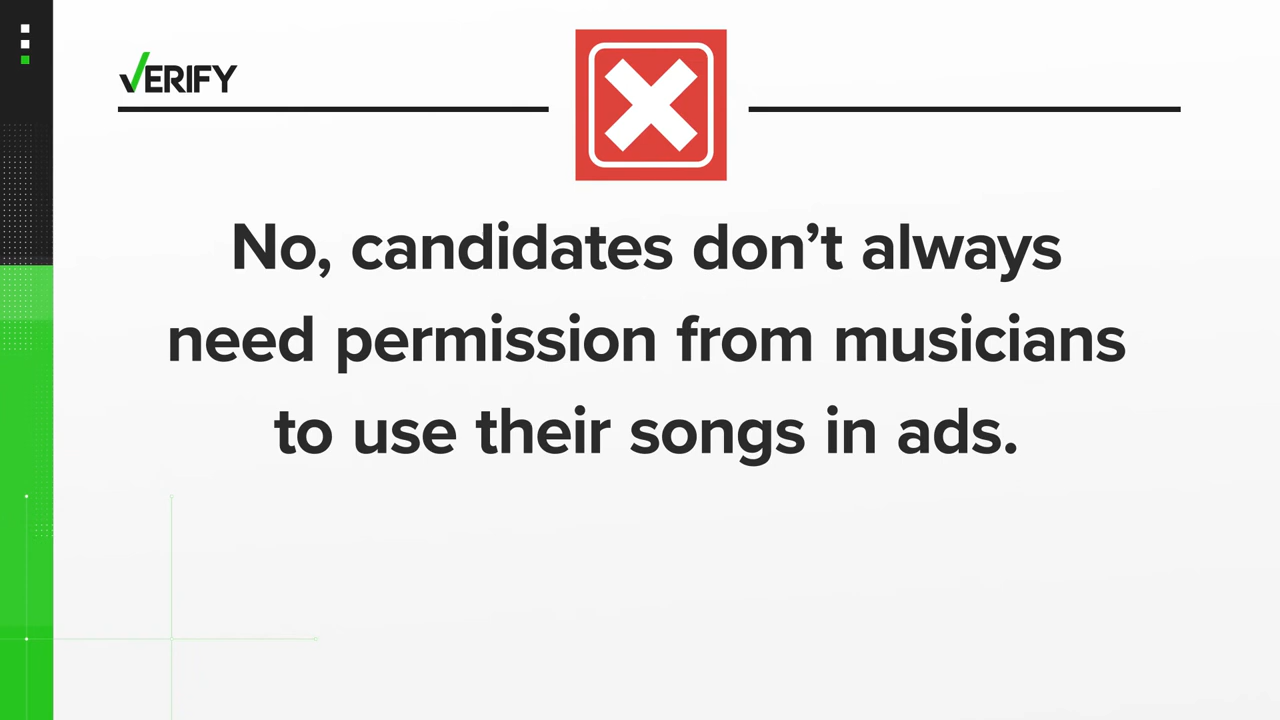 VERIFY
No, candidates don’t always
need permission from musicians
to use their songs in ads.